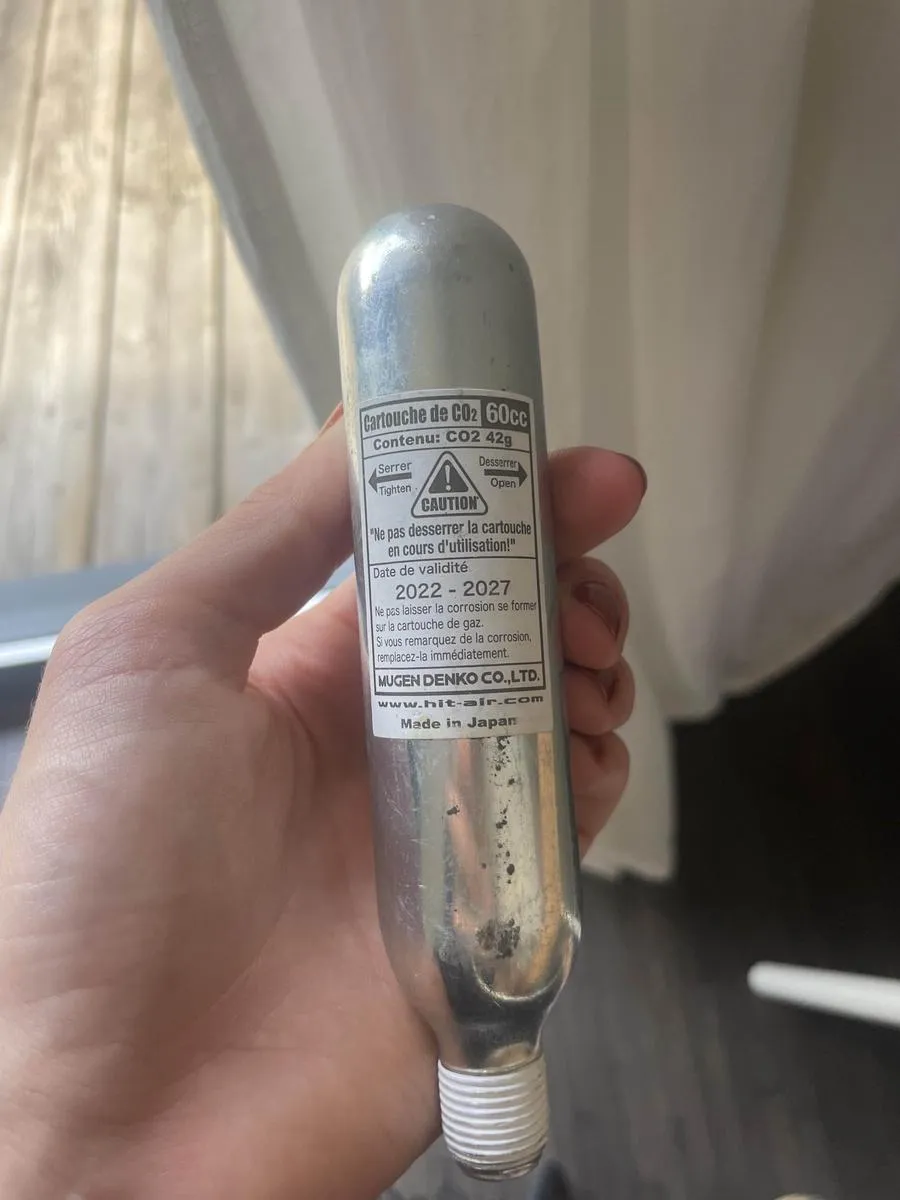 Cartouche de CO₂ 60cc
Contenu: CO2 42g
Serrer
Tighten
Desserrer
Open
CAUTION
"Ne pas desserrer la cartouche
en cours d'utilisation!"
Date de validité
2022 - 2027
Ne pas laisser la corrosion se former
sur la cartouche de gaz.
Si vous remarquez de la corrosion,
remplacez-la immédiatement.
MUGEN DENKO CO.,LTD.
www.hit-air.com
Made in Japan